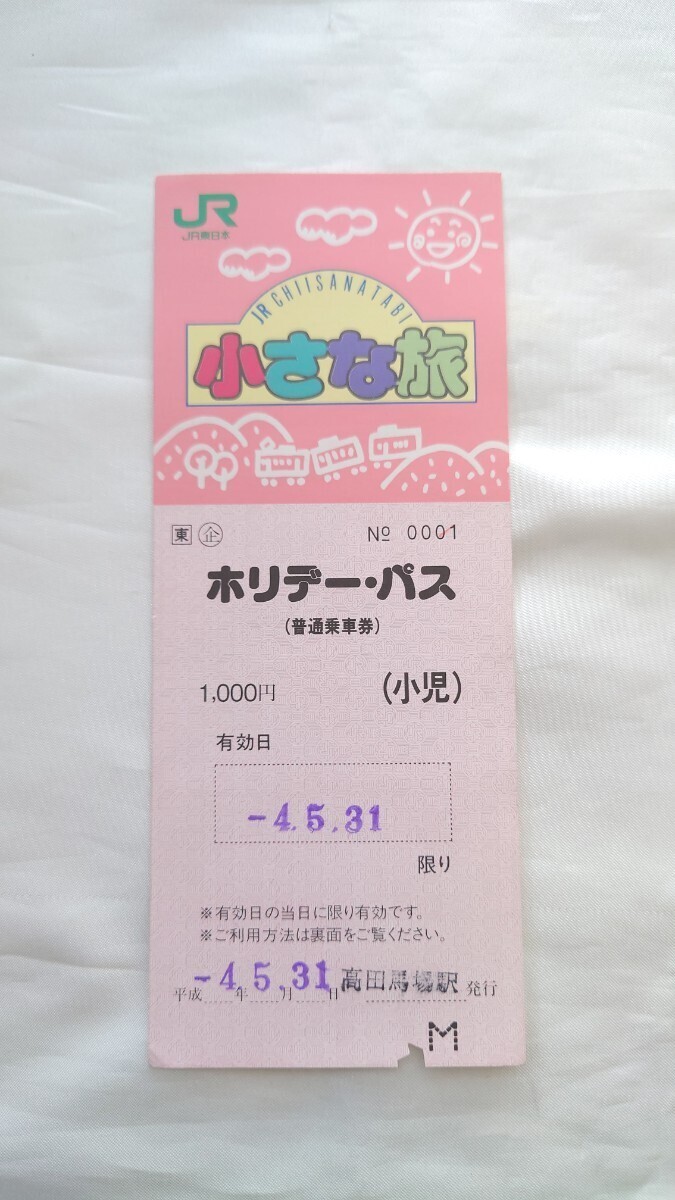 JR
JR東日本
JR CHIISANATABI
小さな旅
東 企
№ 0001
ホリデー・パス
(普通乗車券)
1,000円
(小児)
有効日
-4.5.31
限り
※有効日の当日に限り有効です。
※ご利用方法は裏面をご覧ください。
平成 年 月 日 -4.5.31 高田馬場駅 発行
M